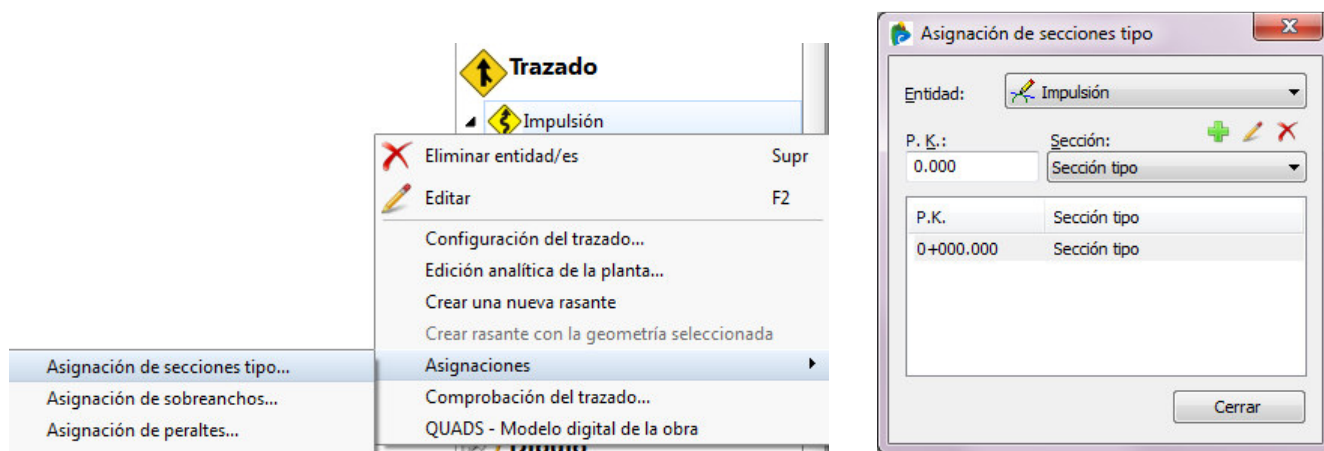 Trazado
Impulsión
Eliminar entidad/es Supr
Editar F2
Configuración del trazado...
Edición analítica de la planta...
Crear una nueva rasante
Crear rasante con la geometría seleccionada
Asignaciones
Comprobación del trazado...
QUADS - Modelo digital de la obra
Asignación de secciones tipo...
Asignación de sobreanchos...
Asignación de peraltes...
Asignación de secciones tipo
Entidad: Impulsión
P. K.: Sección:
0.000 Sección tipo
P.K. Sección tipo
0+000.000 Sección tipo
Cerrar